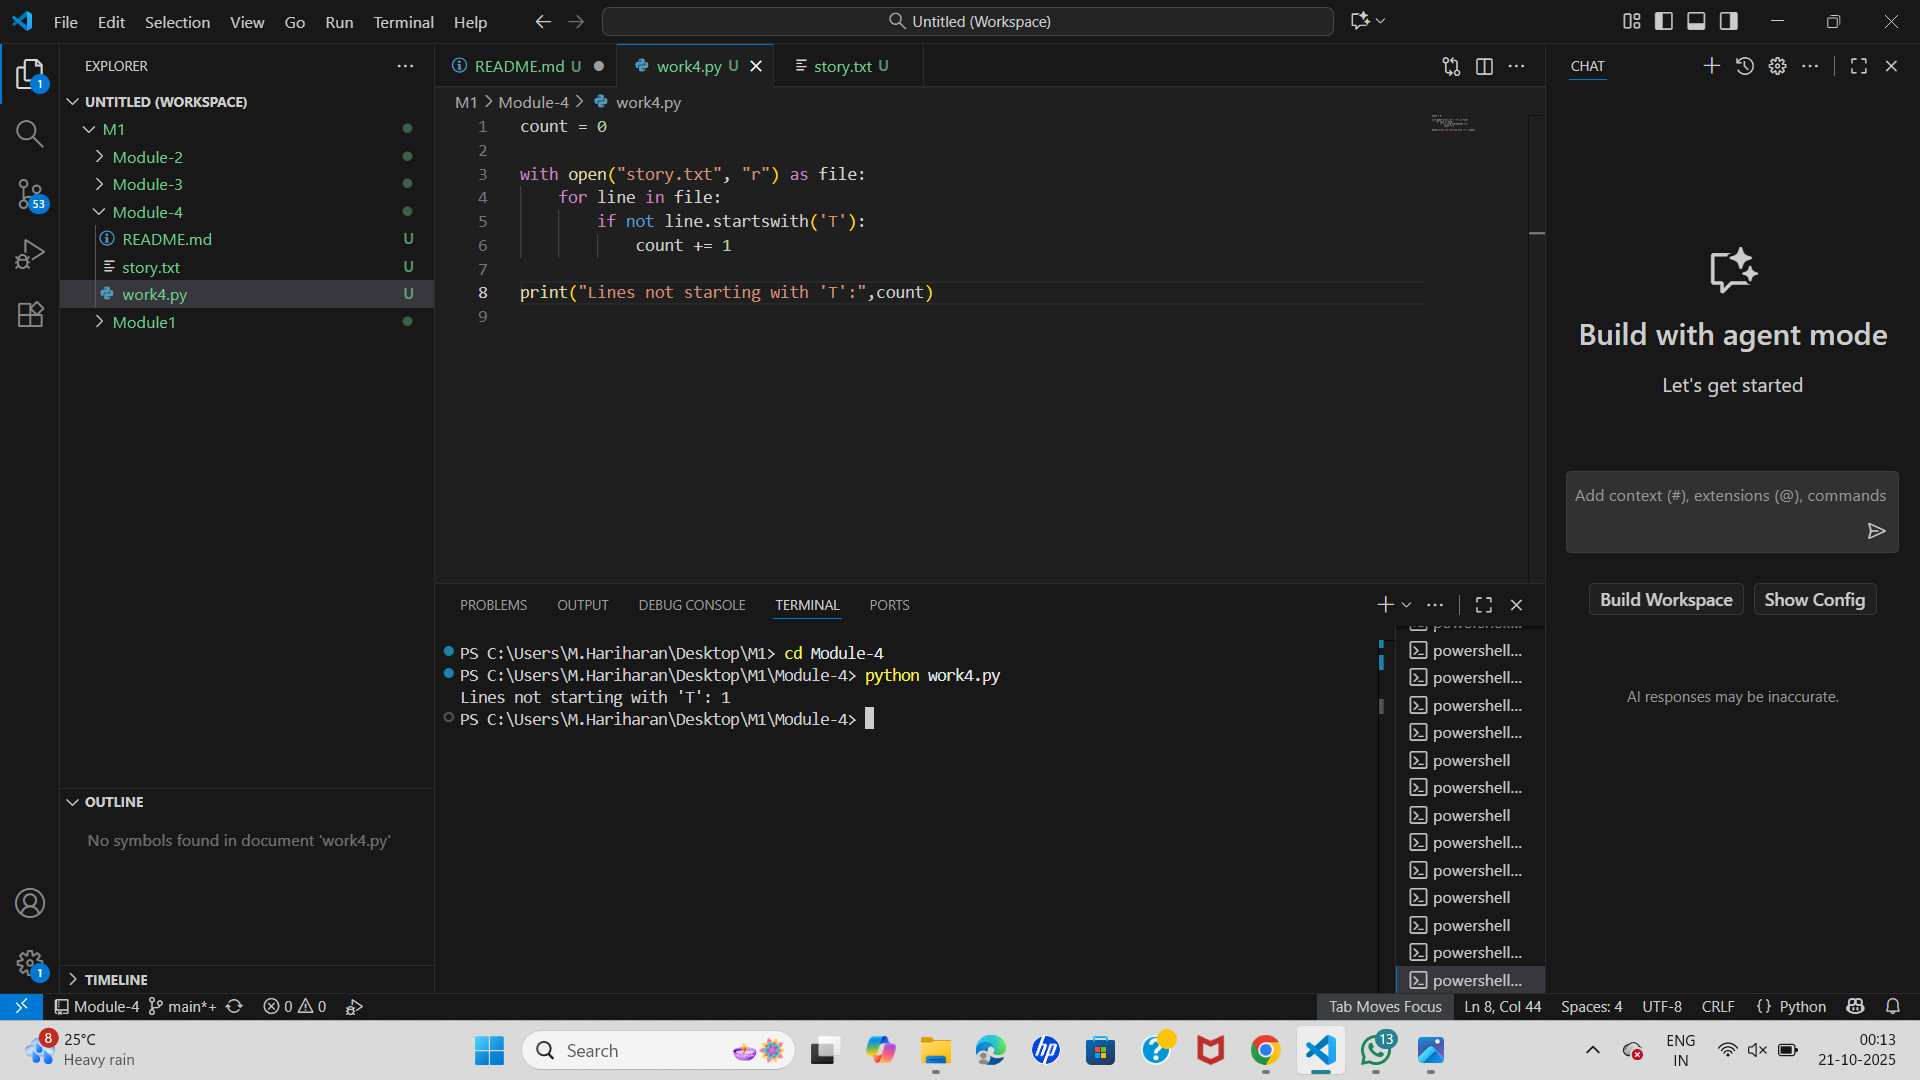 File Edit Selection View Go Run Terminal Help
Untitled (Workspace)
EXPLORER
1
UNTITLED (WORKSPACE)
M1
Module-2
Module-3
53
Module-4
README.md U
story.txt U
work4.py U
Module1
OUTLINE
No symbols found in document 'work4.py'
1
TIMELINE
README.md U
work4.py U
story.txt U
M1 Module-4 work4.py
1 count = 0
2
3 with open("story.txt", "r") as file:
4 for line in file:
5 if not line.startswith('T'):
6 count += 1
7
8 print("Lines not starting with 'T':",count)
9
PROBLEMS OUTPUT DEBUG CONSOLE TERMINAL PORTS
PS C:\Users\M.Hariharan\Desktop\M1> cd Module-4
PS C:\Users\M.Hariharan\Desktop\M1\Module-4> python work4.py
Lines not starting with 'T': 1
PS C:\Users\M.Hariharan\Desktop\M1\Module-4>
powershell...
powershell...
powershell...
powershell...
powershell...
powershell
powershell...
powershell
powershell...
powershell...
powershell
powershell
powershell...
powershell...
CHAT
Build with agent mode
Let's get started
Add context (#), extensions (@), commands
Build Workspace Show Config
AI responses may be inaccurate.
Module-4 main*+ 0 0
Tab Moves Focus Ln 8, Col 44 Spaces: 4 UTF-8 CRLF {} Python
8
25°C
Heavy rain
Search
hp
?
13
ENG
IN
00:13
21-10-2025